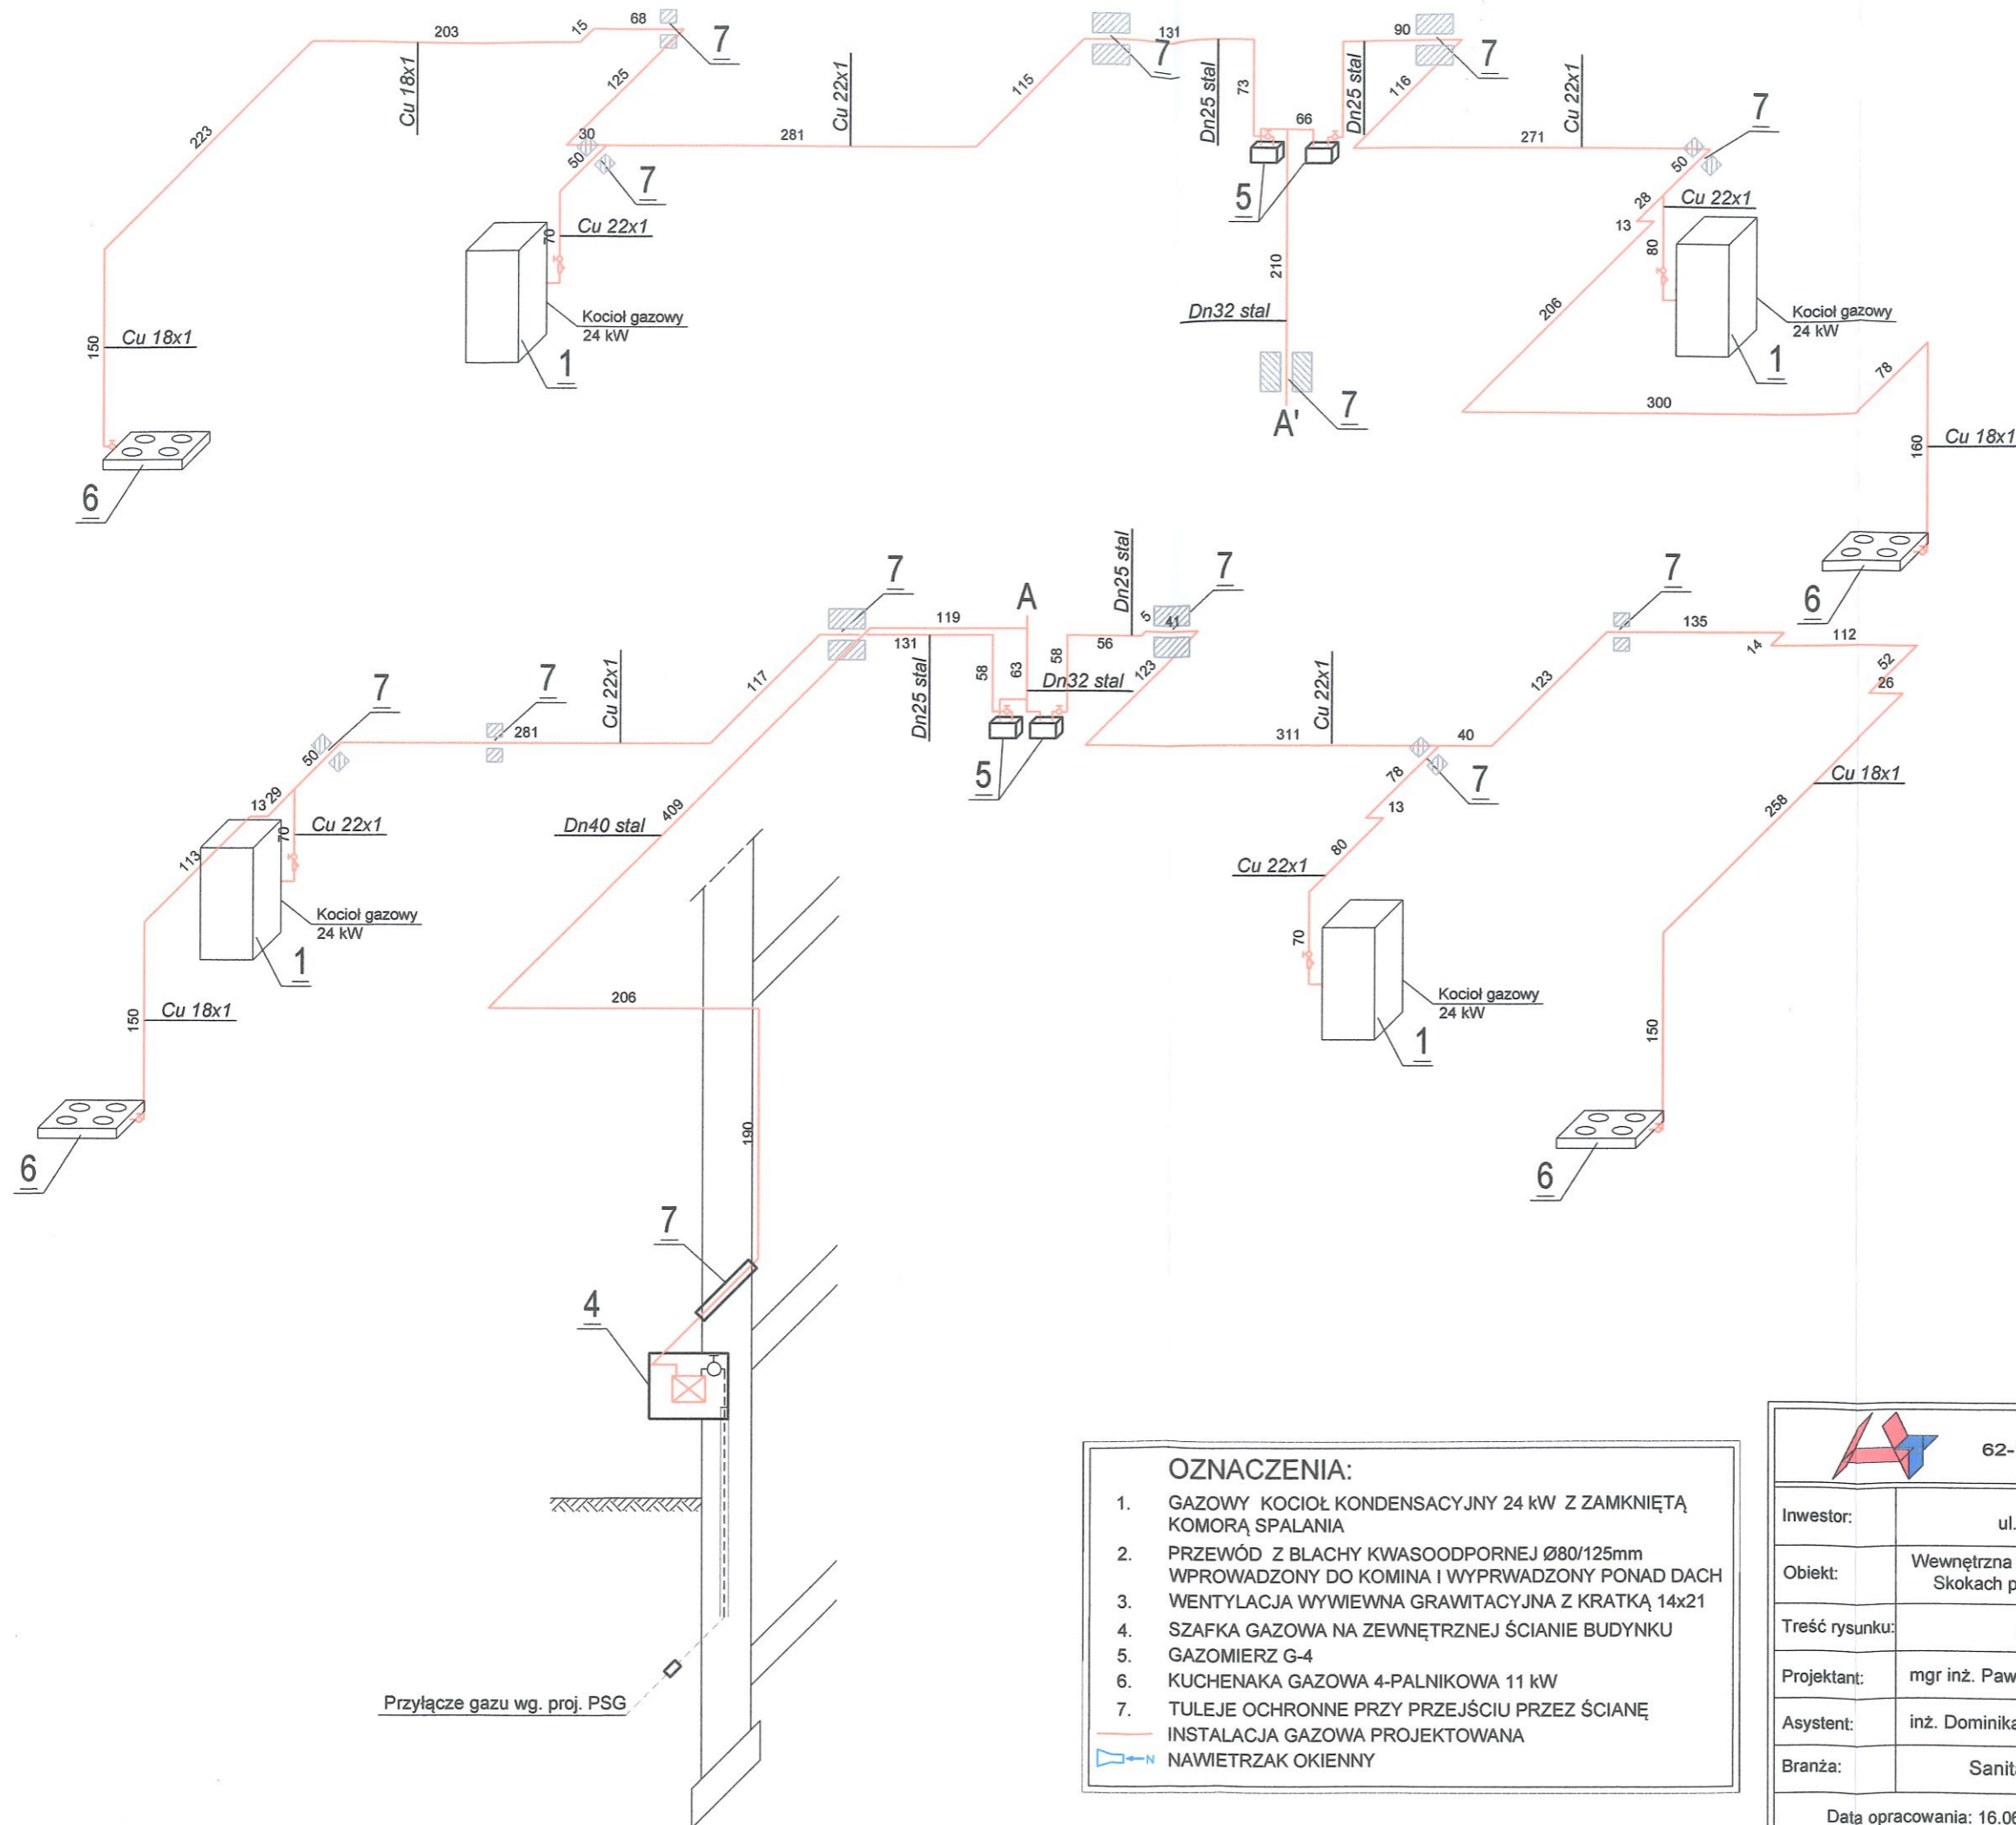 203
15
68
7
131
7
90
7
Cu 18x1
125
Cu 22x1
115
Dn25 stal
73
Dn25 stal
116
Cu 22x1
7
223
30
281
66
271
50
7
5
50
28
Cu 22x1
13
70
Cu 22x1
80
210
206
Kocioł gazowy
24 kW
1
Dn32 stal
Kocioł gazowy
24 kW
1
150
Cu 18x1
7
A'
300
78
160
Cu 18x1
6
6
7
119
A
Dn25 stal
5
41
7
7
135
14
112
131
56
Dn25 stal
58
63
58
Dn32 stal
123
52
26
7
7
281
Cu 22x1
117
123
50
311
Cu 22x1
40
5
78
7
13
29
13
70
Cu 22x1
Dn40 stal
409
258
Cu 18x1
113
80
Cu 22x1
Kocioł gazowy
24 kW
1
70
Kocioł gazowy
24 kW
1
150
Cu 18x1
206
150
190
6
6
7
4
Przyłącze gazu wg. proj. PSG
OZNACZENIA:
1. GAZOWY KOCIOŁ KONDENSACYJNY 24 kW Z ZAMKNIĘTĄ
KOMORĄ SPALANIA
2. PRZEWÓD Z BLACHY KWASOODPORNEJ Ø80/125mm
WPROWADZONY DO KOMINA I WYPRWADZONY PONAD DACH
3. WENTYLACJA WYWIEWNA GRAWITACYJNA Z KRATKĄ 14x21
4. SZAFKA GAZOWA NA ZEWNĘTRZNEJ ŚCIANIE BUDYNKU
5. GAZOMIERZ G-4
6. KUCHENAKA GAZOWA 4-PALNIKOWA 11 kW
7. TULEJE OCHRONNE PRZY PRZEJŚCIU PRZEZ ŚCIANĘ
INSTALACJA GAZOWA PROJEKTOWANA
N NAWIETRZAK OKIENNY
62-
Inwestor: ul.
Obiekt: Wewnętrzna
Skokach p
Treść rysunku:
Projektant: mgr inż. Paw
Asystent: inż. Dominika
Branża: Sanit
Data opracowania: 16.06